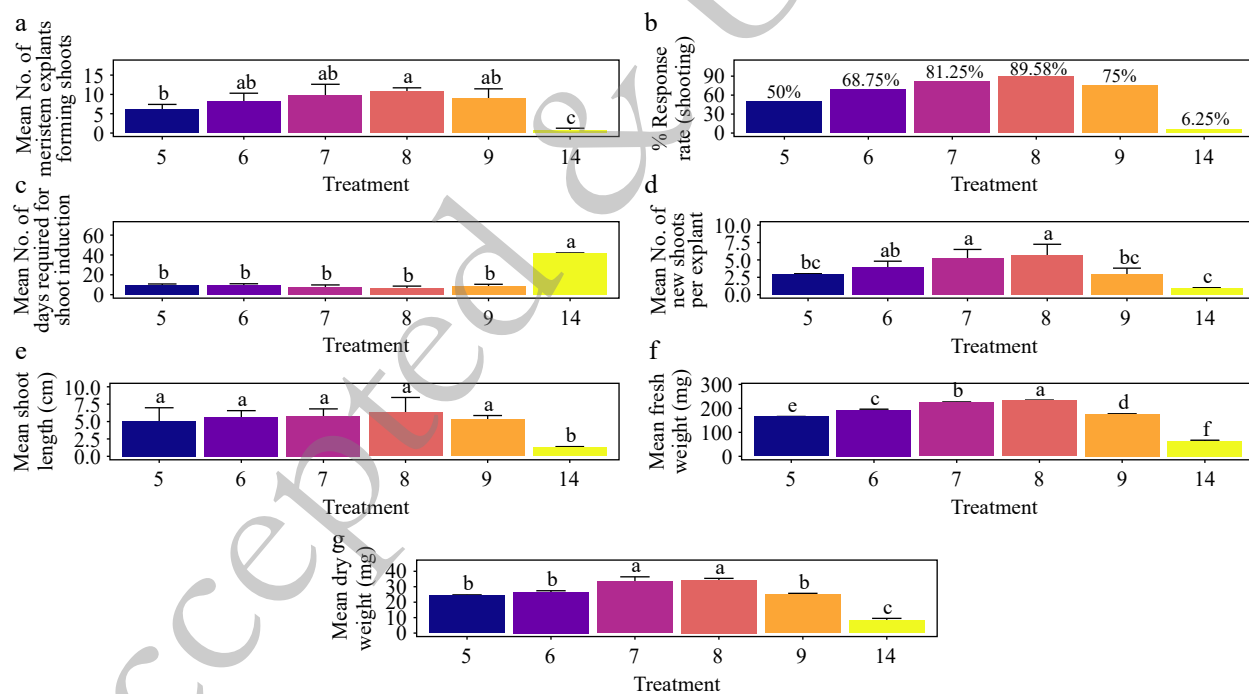 a
Mean No. of
meristem explants
forming shoots
15
10
5
0
b
ab
ab
a
ab
c
5 6 7 8 9 14
Treatment
b
% Response
rate (shooting)
90
60
30
0
50%
68.75%
81.25%
89.58%
75%
6.25%
5 6 7 8 9 14
Treatment
c
Mean No. of
days required for
shoot induction
60
40
20
0
b
b
b
b
b
a
5 6 7 8 9 14
Treatment
d
Mean No. of
new shoots
per explant
10.0
7.5
5.0
2.5
0.0
bc
ab
a
a
bc
c
5 6 7 8 9 14
Treatment
e
Mean shoot
length (cm)
10.0
7.5
5.0
2.5
0.0
a
a
a
a
a
b
5 6 7 8 9 14
Treatment
f
Mean fresh
weight (mg)
300
200
100
0
e
c
b
a
d
f
5 6 7 8 9 14
Treatment
g
Mean dry
weight (mg)
40
30
20
10
0
b
b
a
a
b
c
5 6 7 8 9 14
Treatment
ccepted &